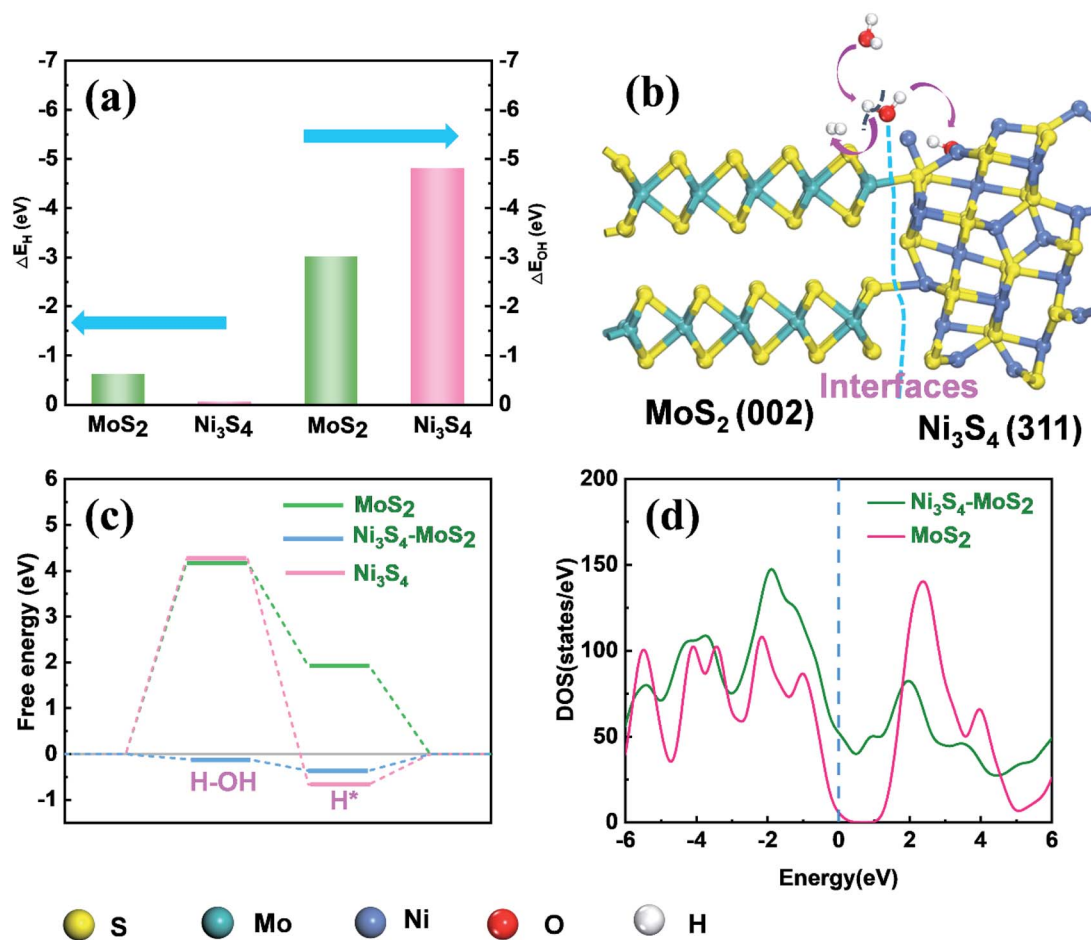 (a)
-7
-6
-5
-4
-3
-2
-1
0
△E_H (eV)
-7
-6
-5
-4
-3
-2
-1
0
△E_OH (eV)
MoS₂
Ni₃S₄
MoS₂
Ni₃S₄
(b)
Interfaces
MoS₂ (002)
Ni₃S₄ (311)
(c)
6
5
4
3
2
1
0
-1
Free energy (eV)
MoS₂
Ni₃S₄-MoS₂
Ni₃S₄
H-OH
H*
(d)
200
150
100
50
0
DOS(states/eV)
Ni₃S₄-MoS₂
MoS₂
-6 -4 -2 0 2 4 6
Energy(eV)
S Mo Ni O H